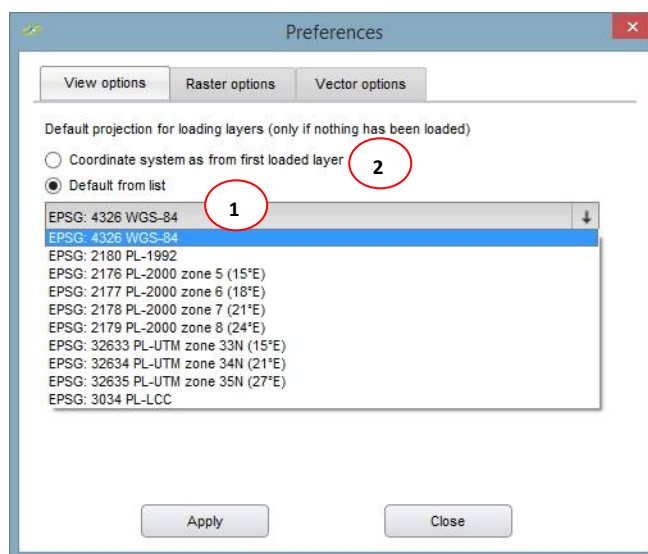 Preferences
x
View options Raster options Vector options
Default projection for loading layers (only if nothing has been loaded)
Coordinate system as from first loaded layer
2
Default from list
1
EPSG: 4326 WGS-84
EPSG: 4326 WGS-84
EPSG: 2180 PL-1992
EPSG: 2176 PL-2000 zone 5 (15°E)
EPSG: 2177 PL-2000 zone 6 (18°E)
EPSG: 2178 PL-2000 zone 7 (21°E)
EPSG: 2179 PL-2000 zone 8 (24°E)
EPSG: 32633 PL-UTM zone 33N (15°E)
EPSG: 32634 PL-UTM zone 34N (21°E)
EPSG: 32635 PL-UTM zone 35N (27°E)
EPSG: 3034 PL-LCC
Apply Close